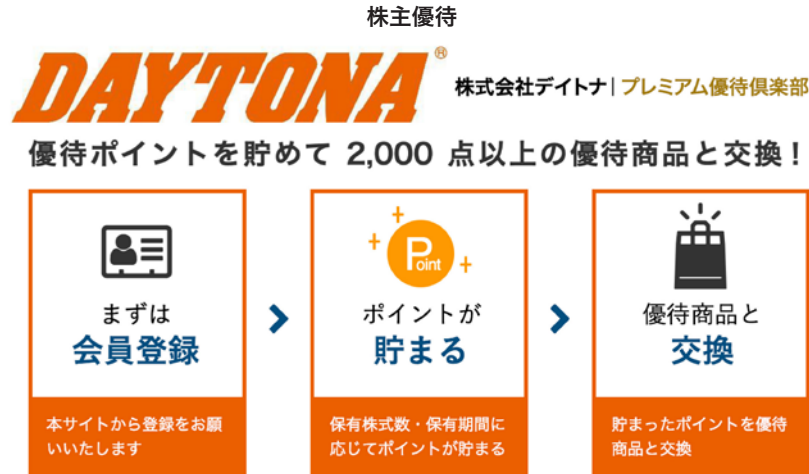 株主優待
DAYTONA®
株式会社デイトナ|プレミアム優待倶楽部
優待ポイントを貯めて 2,000 点以上の優待商品と交換！
まずは
会員登録
本サイトから登録をお願
いいたします
Point
ポイントが
貯まる
保有株式数・保有期間に
応じてポイントが貯まる
優待商品と
交換
貯まったポイントを優待
商品と交換